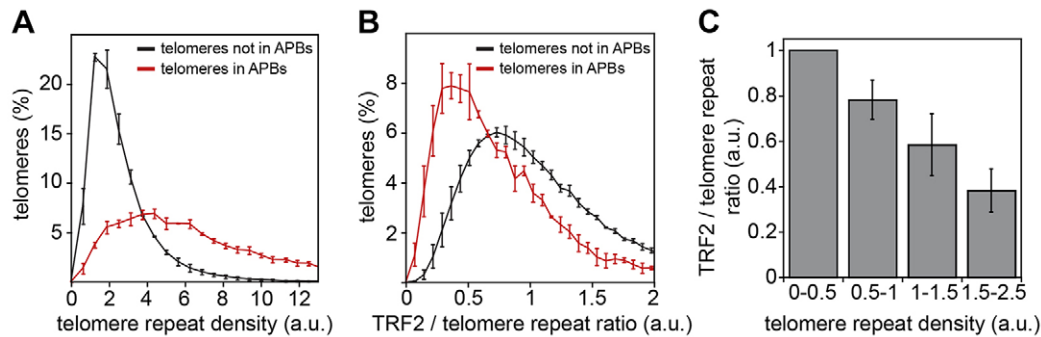 A
telomeres (%)
20
15
10
5
0 2 4 6 8 10 12
telomere repeat density (a.u.)
telomeres not in APBs
telomeres in APBs
B
telomeres (%)
8
6
4
2
0 0.5 1 1.5 2
TRF2 / telomere repeat ratio (a.u.)
telomeres not in APBs
telomeres in APBs
C
TRF2 / telomere repeat
ratio (a.u.)
1
0.8
0.6
0.4
0.2
0
0-0.5 0.5-1 1-1.5 1.5-2.5
telomere repeat density (a.u.)